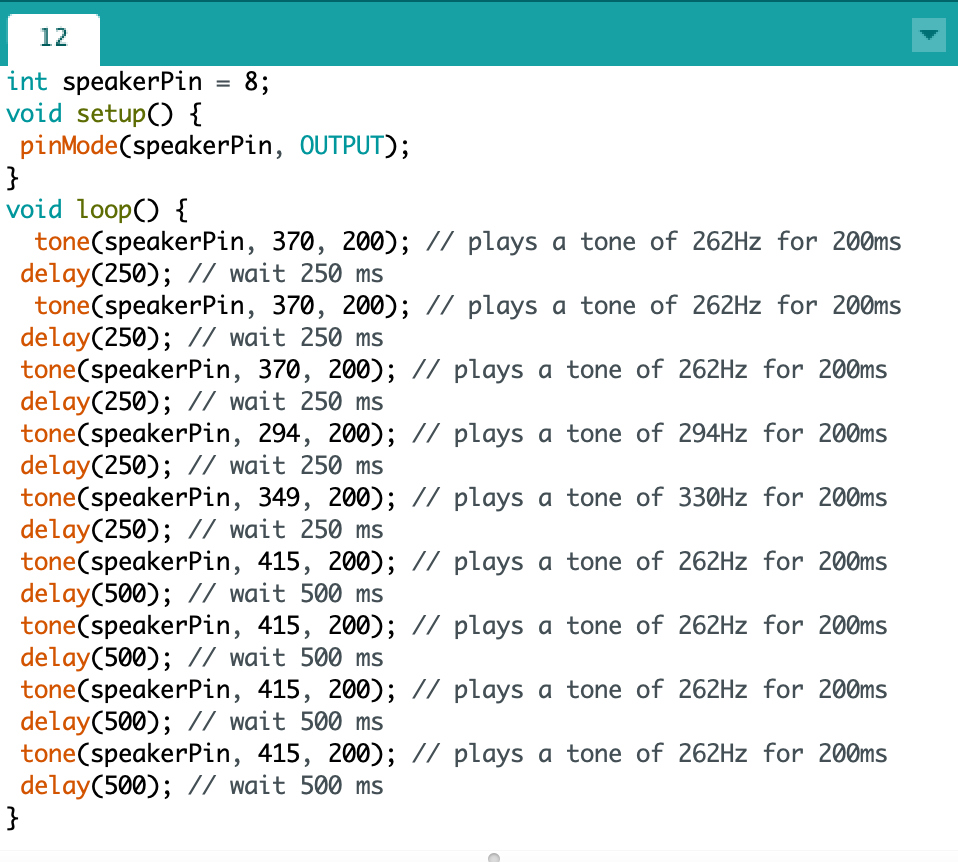 12
int speakerPin = 8;
void setup() {
 pinMode(speakerPin, OUTPUT);
}
void loop() {
  tone(speakerPin, 370, 200); // plays a tone of 262Hz for 200ms
 delay(250); // wait 250 ms
  tone(speakerPin, 370, 200); // plays a tone of 262Hz for 200ms
 delay(250); // wait 250 ms
 tone(speakerPin, 370, 200); // plays a tone of 262Hz for 200ms
 delay(250); // wait 250 ms
 tone(speakerPin, 294, 200); // plays a tone of 294Hz for 200ms
 delay(250); // wait 250 ms
 tone(speakerPin, 349, 200); // plays a tone of 330Hz for 200ms
 delay(250); // wait 250 ms
 tone(speakerPin, 415, 200); // plays a tone of 262Hz for 200ms
 delay(500); // wait 500 ms
 tone(speakerPin, 415, 200); // plays a tone of 262Hz for 200ms
 delay(500); // wait 500 ms
 tone(speakerPin, 415, 200); // plays a tone of 262Hz for 200ms
 delay(500); // wait 500 ms
 tone(speakerPin, 415, 200); // plays a tone of 262Hz for 200ms
 delay(500); // wait 500 ms
}